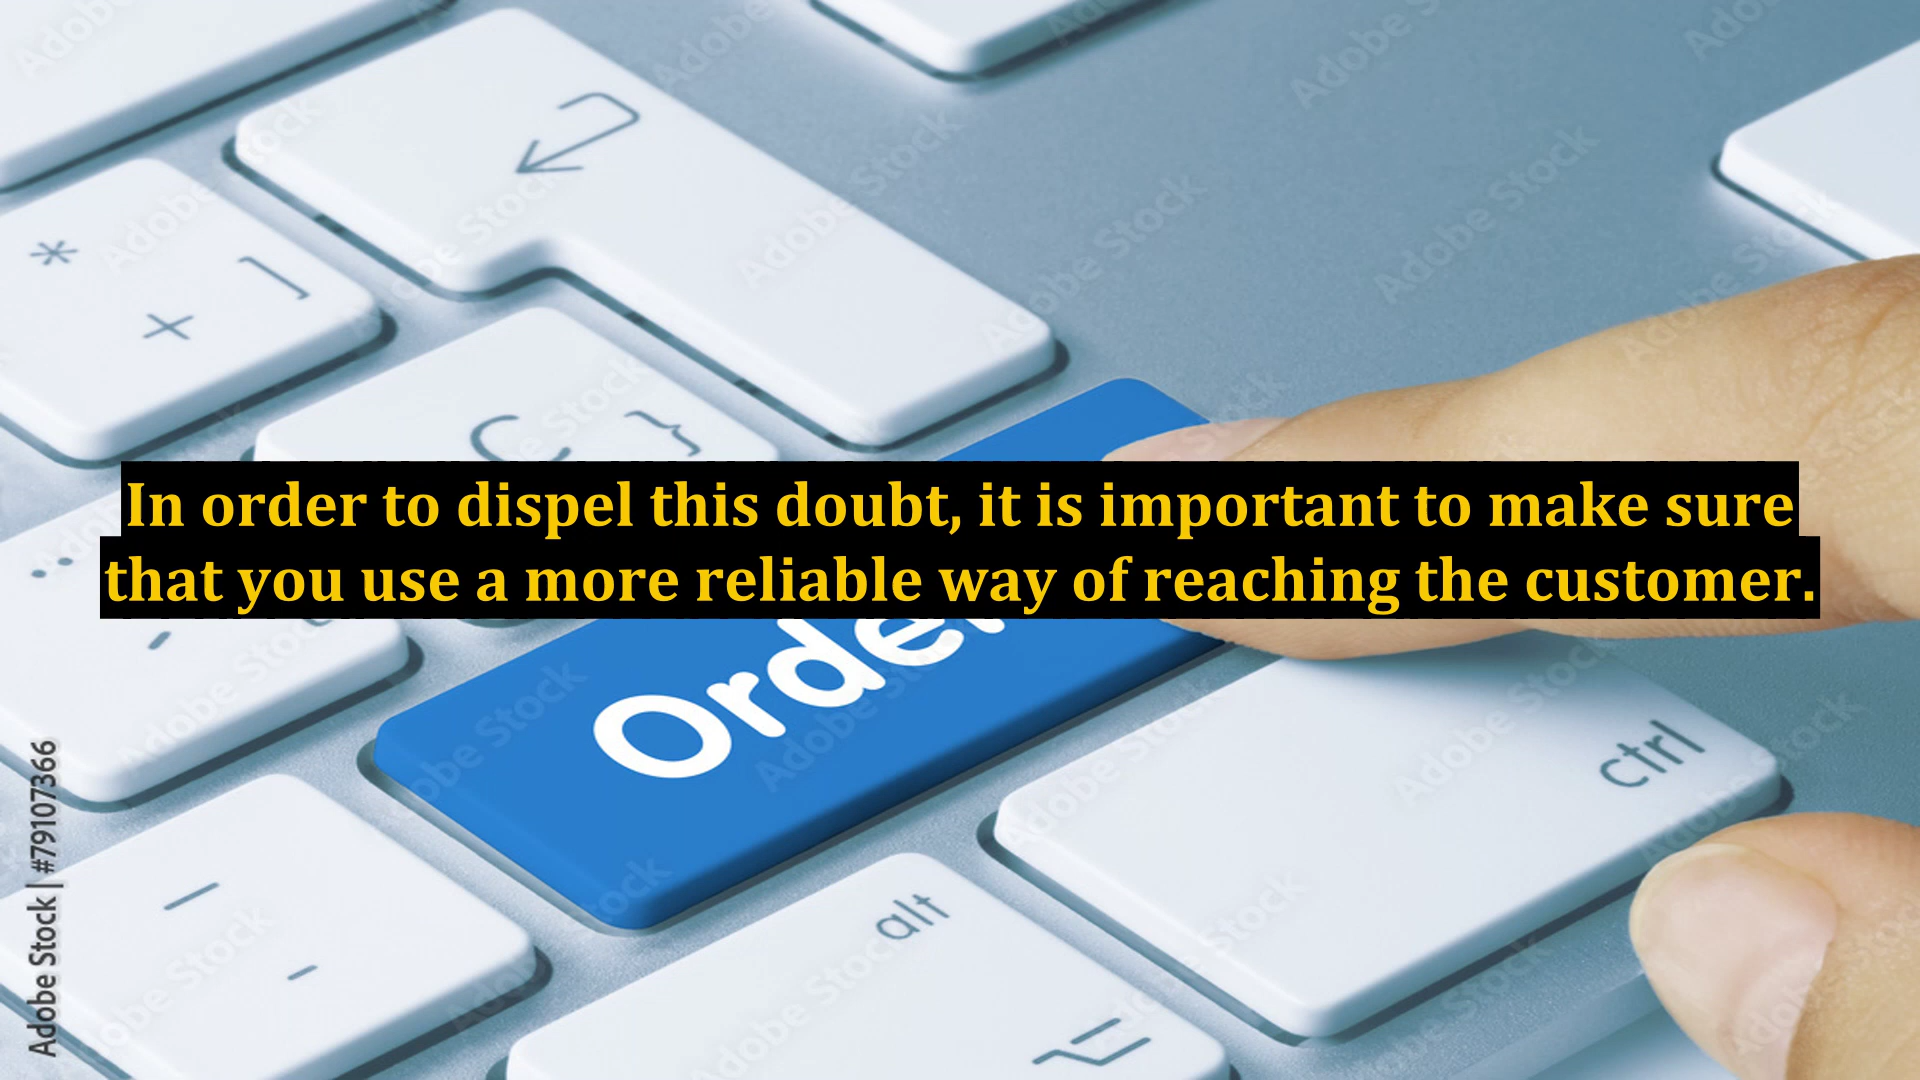 In order to dispel this doubt, it is important to make sure
that you use a more reliable way of reaching the customer.
Order
ctrl
alt
* + ]
Ç }
Adobe Stock | #79107366